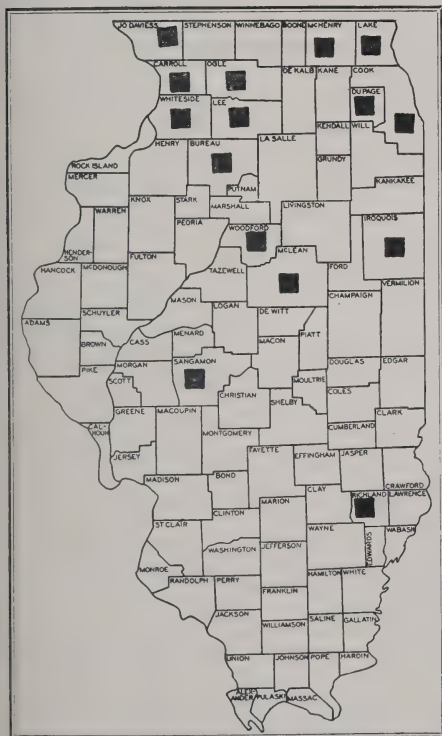 JO DAVIESS STEPHENSON WINNEBAGO BOONE MCHENRY LAKE
CARROLL OGLE
DE KALB KANE COOK
DU PAGE
WHITESIDE LEE
KENDALL WILL
HENRY BUREAU LA SALLE
GRUNDY
ROCK ISLAND
MERCER
KANKAKEE
PUTNAM
KNOX STARK
MARSHALL LIVINGSTON
WARREN
PEORIA WOODFORD IROQUOIS
HENDER-
SON
MCLEAN
FULTON
HANCOCK MCDONOUGH TAZEWELL FORD
VERMILION
MASON
CHAMPAIGN
SCHUYLER LOGAN
DE WITT
ADAMS
CASS MENARD
MACON PIATT
BROWN
SANGAMON
PIKE MORGAN DOUGLAS EDGAR
SCOTT MOULTRIE
COLES
CHRISTIAN SHELBY
GREENE MACOUPIN CLARK
CUMBERLAND
CAL-
HOUN
MONTGOMERY
JERSEY FAYETTE EFFINGHAM JASPER
CRAWFORD
MADISON BOND CLAY
RICHLAND LAWRENCE
MARION
CLINTON
ST CLAIR WAYNE
WABASH
EDWARDS
WASHINGTON JEFFERSON
MONROE
HAMILTON WHITE
RANDOLPH PERRY
FRANKLIN
JACKSON
SALINE GALLATIN
WILLIAMSON
UNION JOHNSON POPE HARDIN
ALEX-
ANDER PULASKI MASSAC